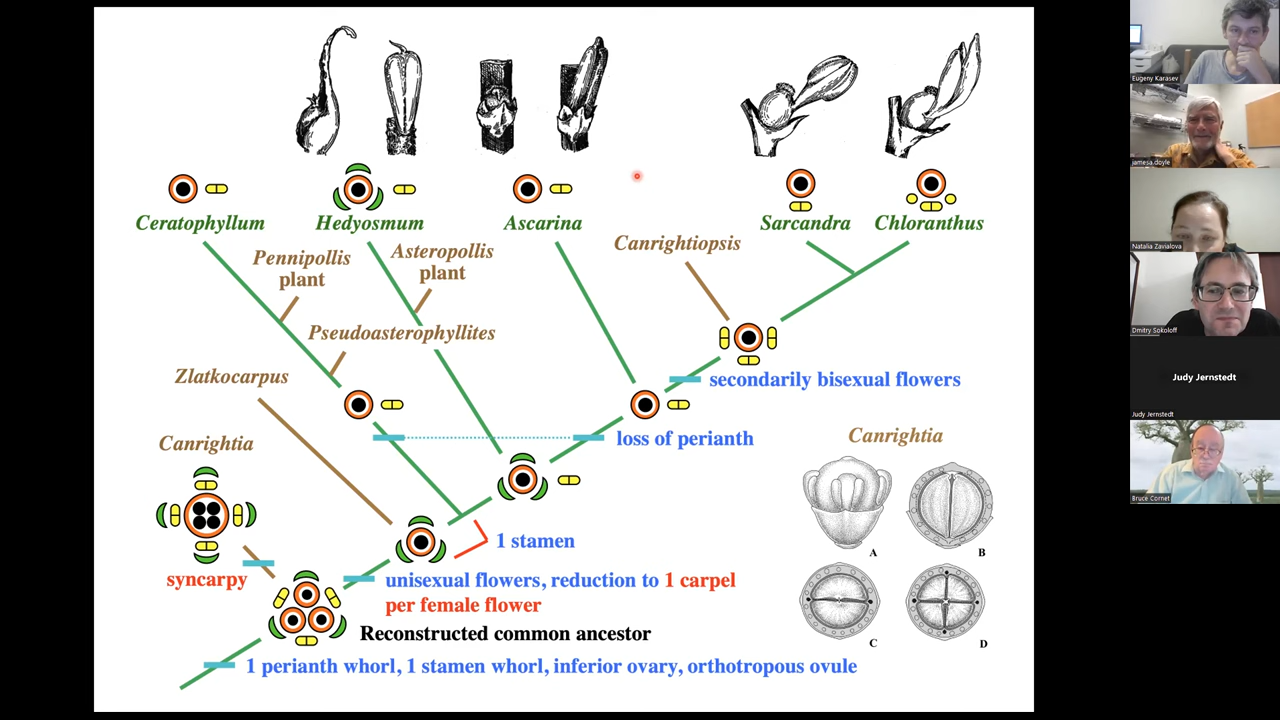 Ceratophyllum
Hedyosmum
Ascarina
Sarcandra
Chloranthus
Pennipollis
plant
Asteropollis
plant
Canrightiopsis
Pseudoasterophyllites
Zlatkocarpus
secondarily bisexual flowers
loss of perianth
Canrightia
Canrightia
1 stamen
A
B
syncarpy
unisexual flowers, reduction to 1 carpel
per female flower
Reconstructed common ancestor
C
D
1 perianth whorl, 1 stamen whorl, inferior ovary, orthotropous ovule
Eugeny Karasev
jamesa.doyle
Natalia Zavialova
Dmitry Sokoloff
Judy Jernstedt
Judy Jernstedt
Bruce Cornet